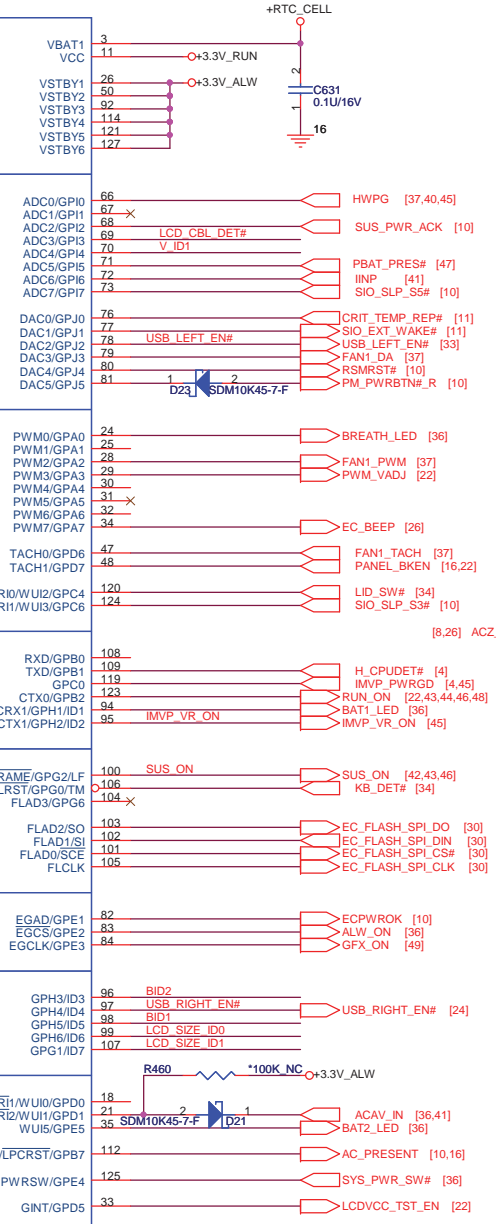 +RTC_CELL
VBAT1 3
VCC 11 +3.3V_RUN
VSTBY1 26 +3.3V_ALW
VSTBY2 50
VSTBY3 92
VSTBY4 114
VSTBY5 121
VSTBY6 127
2
1
C631
0.1U/16V
16
ADC0/GPI0 66 HWPG [37,40,45]
ADC1/GPI1 67
ADC2/GPI2 68 SUS_PWR_ACK [10]
ADC3/GPI3 69 LCD_CBL_DET#
ADC4/GPI4 70 V_ID1
ADC5/GPI5 71 PBAT_PRES# [47]
ADC6/GPI6 72 IINP [41]
ADC7/GPI7 73 SIO_SLP_S5# [10]
DAC0/GPJ0 76 CRIT_TEMP_REP# [11]
DAC1/GPJ1 77 SIO_EXT_WAKE# [11]
DAC2/GPJ2 78 USB_LEFT_EN# USB_LEFT_EN# [33]
DAC3/GPJ3 79 FAN1_DA [37]
DAC4/GPJ4 80 RSMRST# [10]
DAC5/GPJ5 81 1 2 PM_PWRBTN#_R [10]
D23 SDM10K45-7-F
PWM0/GPA0 24 BREATH_LED [36]
PWM1/GPA1 25
PWM2/GPA2 28 FAN1_PWM [37]
PWM3/GPA3 29 PWM_VADJ [22]
PWM4/GPA4 30
PWM5/GPA5 31
PWM6/GPA6 32
PWM7/GPA7 34 EC_BEEP [26]
TACH0/GPD6 47 FAN1_TACH [37]
TACH1/GPD7 48 PANEL_BKEN [16,22]
RI0/WUI2/GPC4 120 LID_SW# [34]
RI1/WUI3/GPC6 124 SIO_SLP_S3# [10]
[8,26] ACZ_
RXD/GPB0 108
TXD/GPB1 109 H_CPUDET# [4]
GPC0 119 IMVP_PWRGD [4,45]
CTX0/GPB2 123 RUN_ON [22,43,44,46,48]
CRX1/GPH1/ID1 94 BAT1_LED [36]
CTX1/GPH2/ID2 95 IMVP_VR_ON IMVP_VR_ON [45]
RAME/GPG2/LF 100 SUS_ON SUS_ON [42,43,46]
LRST/GPG0/TM 106 KB_DET# [34]
FLAD3/GPG6 104
FLAD2/SO 103 EC_FLASH_SPI_DO [30]
FLAD1/SI 102 EC_FLASH_SPI_DIN [30]
FLAD0/SCE 101 EC_FLASH_SPI_CS# [30]
FLCLK 105 EC_FLASH_SPI_CLK [30]
EGAD/GPE1 82 ECPWROK [10]
EGCS/GPE2 83 ALW_ON [36]
EGCLK/GPE3 84 GFX_ON [49]
GPH3/ID3 96 BID2
GPH4/ID4 97 USB_RIGHT_EN# USB_RIGHT_EN# [24]
GPH5/ID5 98 BID1
GPH6/ID6 99 LCD_SIZE_ID0
GPG1/ID7 107 LCD_SIZE_ID1
R460 *100K_NC +3.3V_ALW
RI1/WUI0/GPD0 18
RI2/WUI1/GPD1 21 2 1 ACAV_IN [36,41]
SDM10K45-7-F D21
WUI5/GPE5 35 BAT2_LED [36]
/LPCRST/GPB7 112 AC_PRESENT [10,16]
PWRSW/GPE4 125 SYS_PWR_SW# [36]
GINT/GPD5 33 LCDVCC_TST_EN [22]